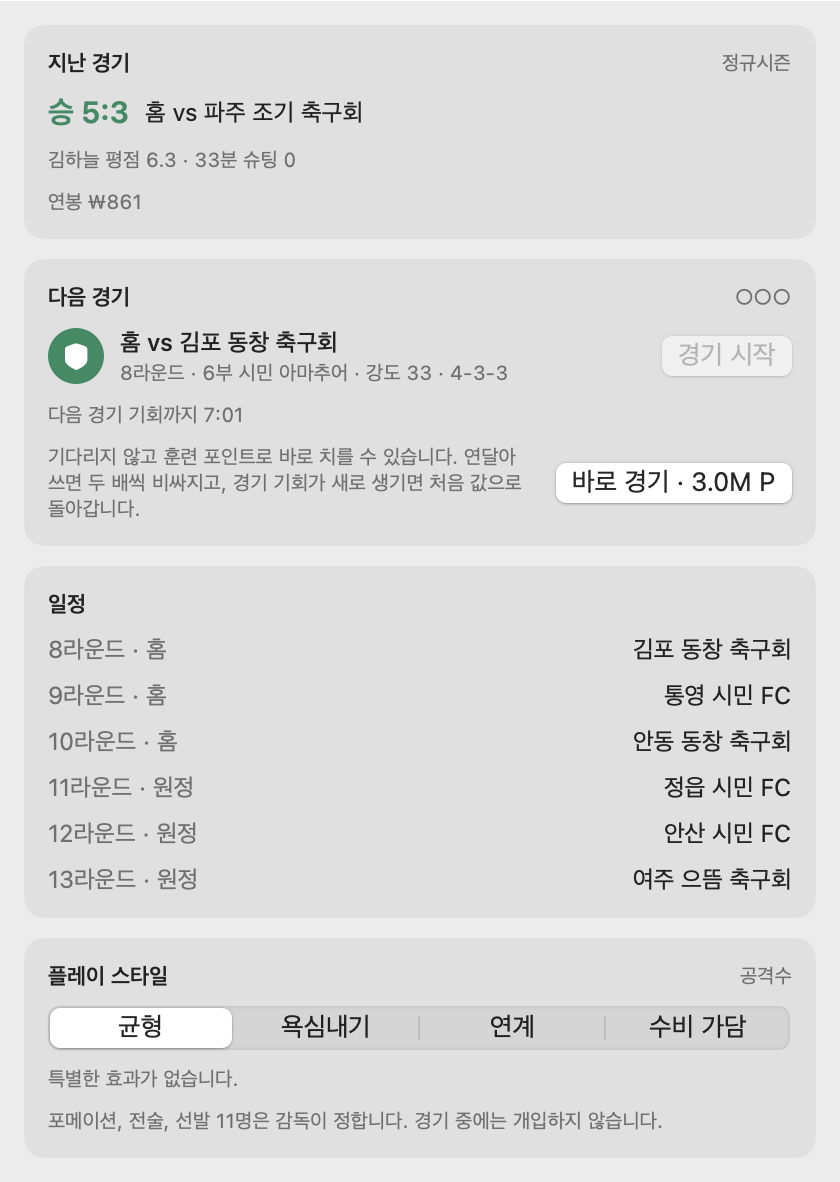 지난 경기
정규시즌
승 5:3 홈 vs 파주 조기 축구회
김하늘 평점 6.3 · 33분 슈팅 0
연봉 ₩861
다음 경기
○○○
홈 vs 김포 동창 축구회
8라운드 · 6부 시민 아마추어 · 강도 33 · 4-3-3
경기 시작
다음 경기 기회까지 7:01
기다리지 않고 훈련 포인트로 바로 치를 수 있습니다. 연달아
쓰면 두 배씩 비싸지고, 경기 기회가 새로 생기면 처음 값으로
돌아갑니다.
바로 경기 · 3.0M P
일정
8라운드 · 홈 김포 동창 축구회
9라운드 · 홈 통영 시민 FC
10라운드 · 홈 안동 동창 축구회
11라운드 · 원정 정읍 시민 FC
12라운드 · 원정 안산 시민 FC
13라운드 · 원정 여주 으뜸 축구회
플레이 스타일
공격수
균형 욕심내기 연계 수비 가담
특별한 효과가 없습니다.
포메이션, 전술, 선발 11명은 감독이 정합니다. 경기 중에는 개입하지 않습니다.